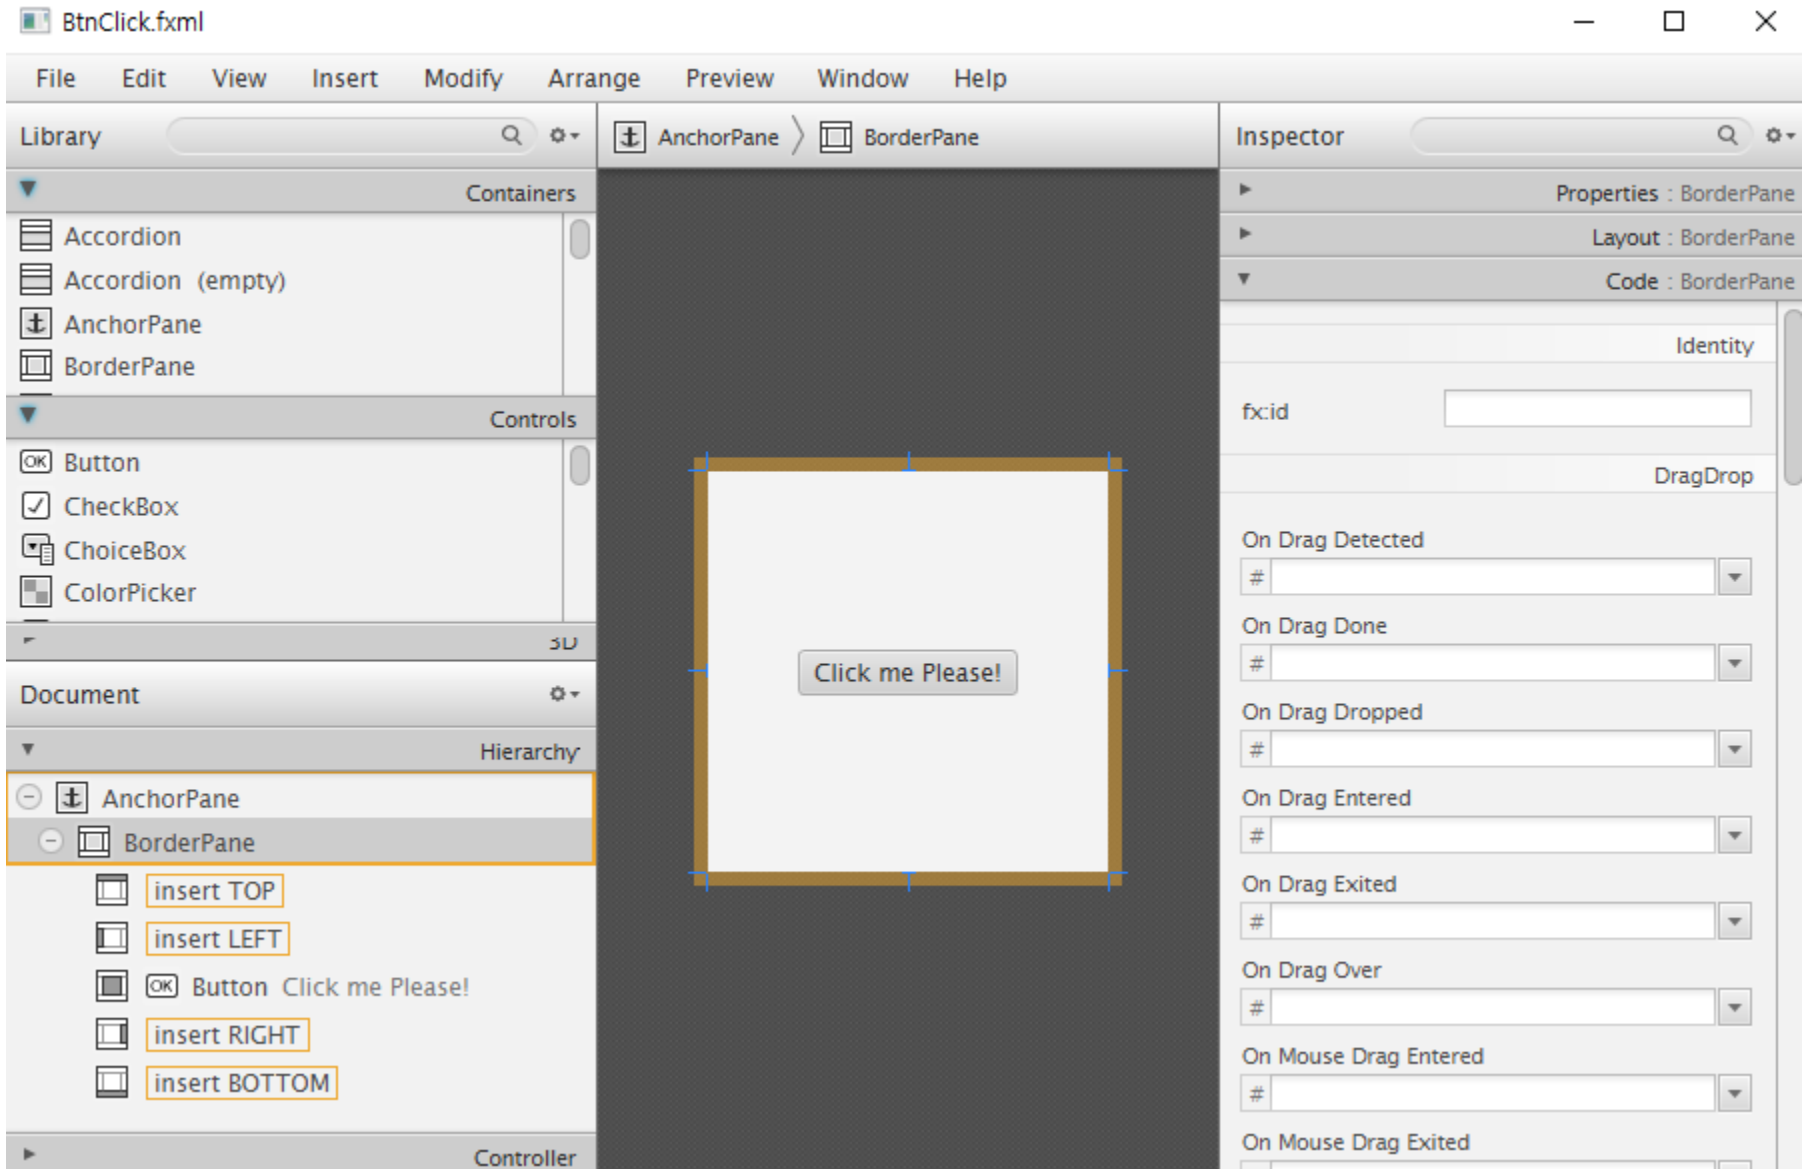 BtnClick.fxml
File Edit View Insert Modify Arrange Preview Window Help
Library
Containers
Accordion
Accordion (empty)
AnchorPane
BorderPane
Controls
OK Button
CheckBox
ChoiceBox
ColorPicker
3D
Document
Hierarchy
AnchorPane
BorderPane
insert TOP
insert LEFT
OK Button Click me Please!
insert RIGHT
insert BOTTOM
Controller
AnchorPane BorderPane
Click me Please!
Inspector
Properties : BorderPane
Layout : BorderPane
Code : BorderPane
Identity
fx:id
DragDrop
On Drag Detected
#
On Drag Done
#
On Drag Dropped
#
On Drag Entered
#
On Drag Exited
#
On Drag Over
#
On Mouse Drag Entered
#
On Mouse Drag Exited